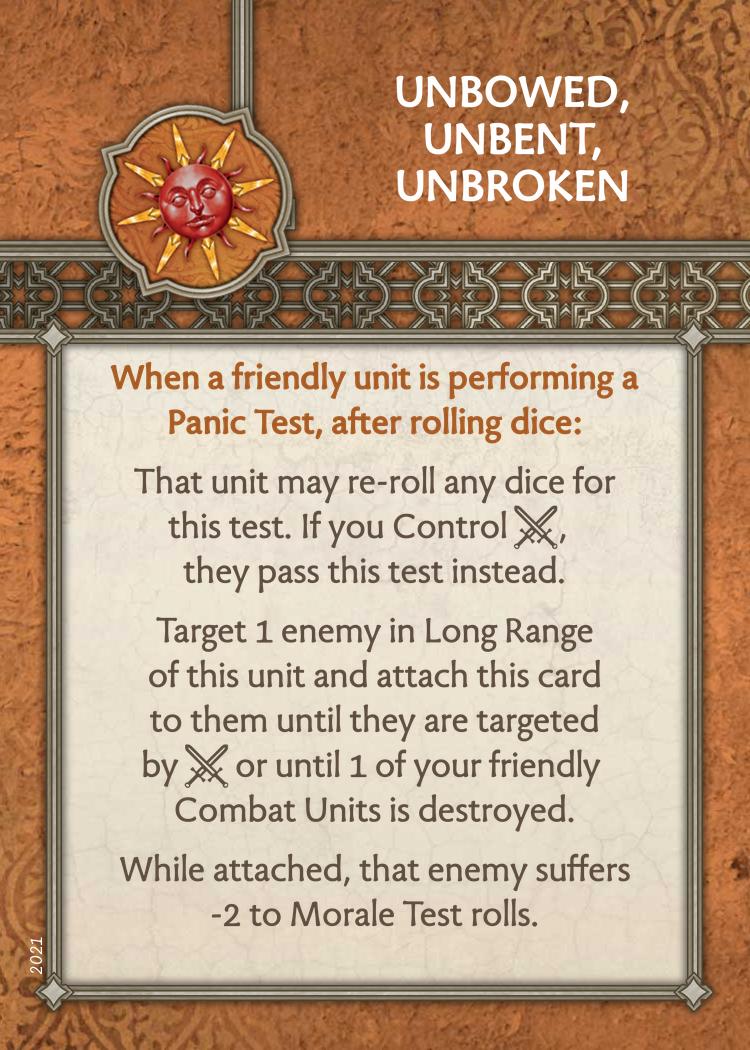 UNBOWED,
UNBENT,
UNBROKEN
When a friendly unit is performing a
Panic Test, after rolling dice:
That unit may re-roll any dice for
this test. If you Control ,
they pass this test instead.
Target 1 enemy in Long Range
of this unit and attach this card
to them until they are targeted
by or until 1 of your friendly
Combat Units is destroyed.
While attached, that enemy suffers
-2 to Morale Test rolls.
2021